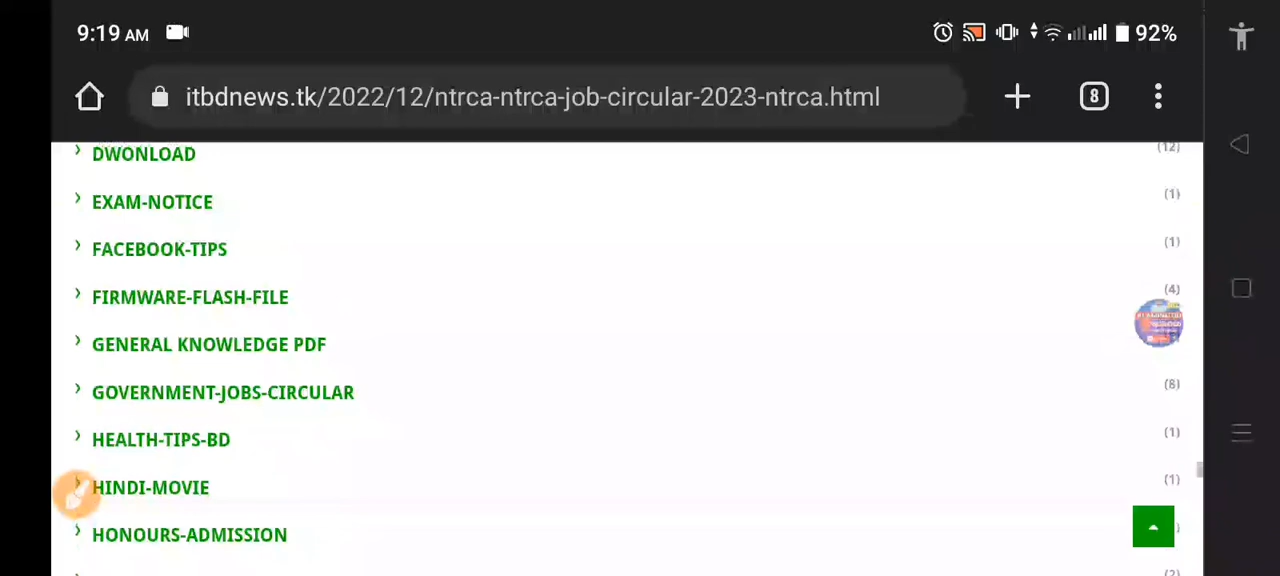 9:19 AM
92%
itbdnews.tk/2022/12/ntrca-ntrca-job-circular-2023-ntrca.html
8
DWONLOAD (12)
EXAM-NOTICE (1)
FACEBOOK-TIPS (1)
FIRMWARE-FLASH-FILE (4)
GENERAL KNOWLEDGE PDF
GOVERNMENT-JOBS-CIRCULAR (8)
HEALTH-TIPS-BD (1)
HINDI-MOVIE (1)
HONOURS-ADMISSION